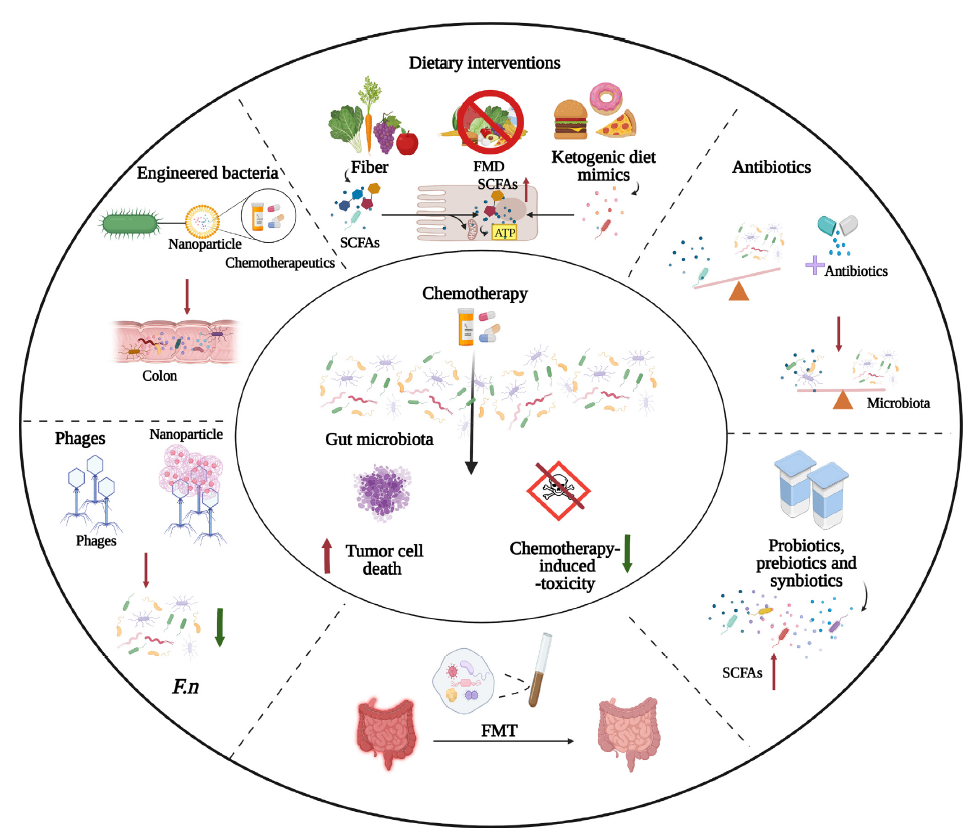 Dietary interventions
Fiber
FMD
Ketogenic diet
mimics
SCFAs
SCFAs
ATP
Engineered bacteria
Nanoparticle
Chemotherapeutics
Colon
Antibiotics
Antibiotics
Microbiota
Chemotherapy
Gut microbiota
Tumor cell
death
Chemotherapy-
induced
-toxicity
Phages
Nanoparticle
Phages
F.n
Probiotics,
prebiotics and
synbiotics
SCFAs
FMT